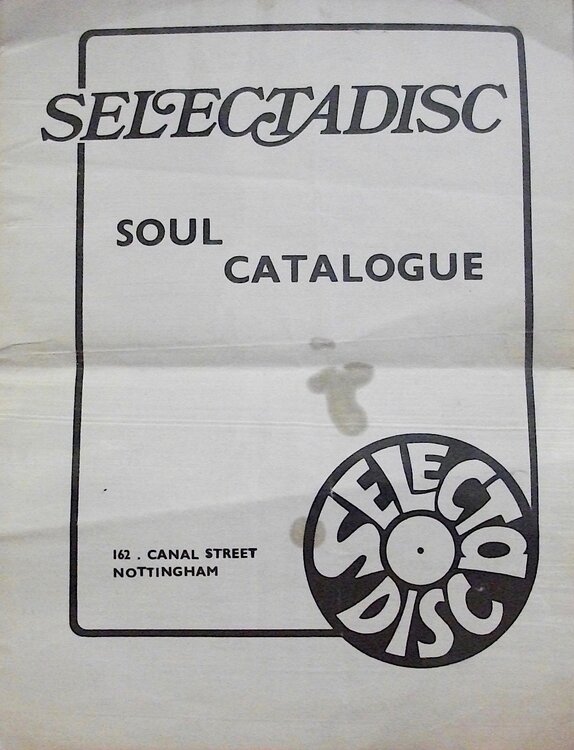 SELECTADISC
SOUL
CATALOGUE
162 . CANAL STREET
NOTTINGHAM
SELECTA
DISC